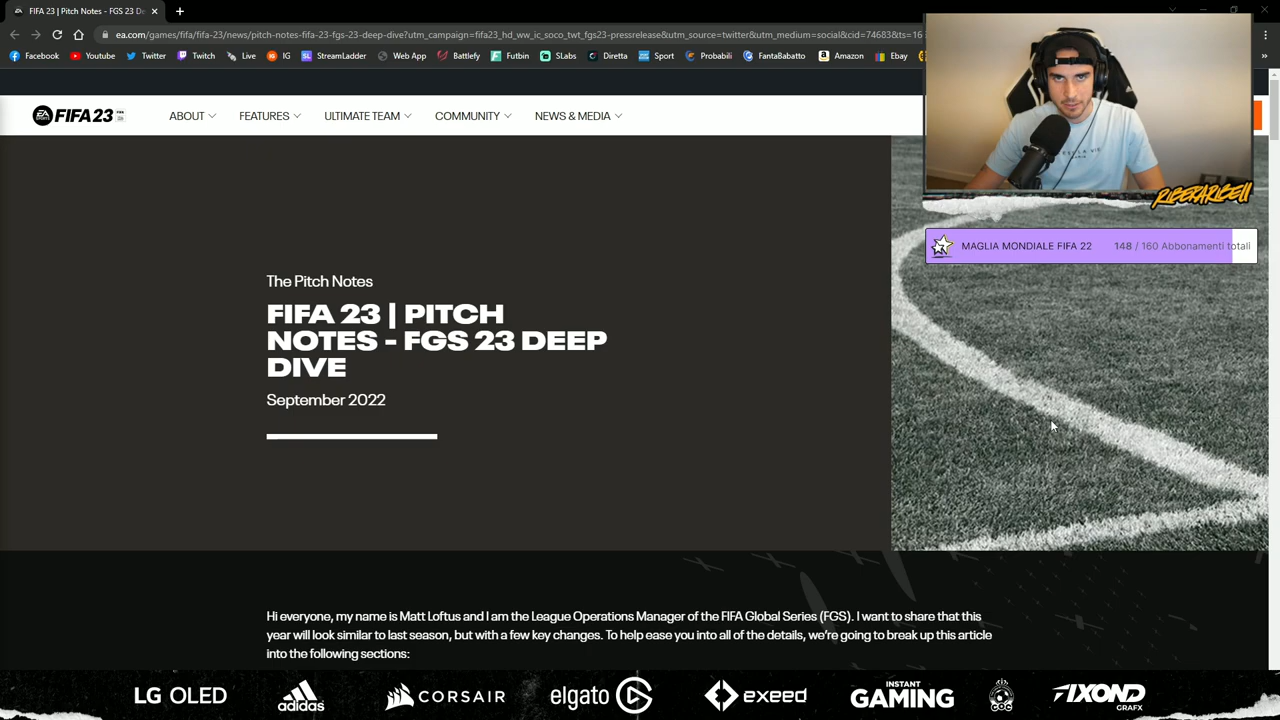 FIFA 23 | Pitch Notes - FGS 23 De
ea.com/games/fifa/fifa-23/news/pitch-notes-fifa-23-fgs-23-deep-dive?utm_campaign=fifa23_hd_ww_ic_soco_twt_fgs23-pressrelease&utm_source=twitter&utm_medium=social&cid=74683&ts=16
Facebook Youtube Twitter Twitch Live IG StreamLadder Web App Battlefy Futbin SLabs Diretta Sport Probabili FantaBabatto Amazon Ebay
EA SPORTS FIFA 23 ABOUT FEATURES ULTIMATE TEAM COMMUNITY NEWS & MEDIA
RIBERARIBELL
MAGLIA MONDIALE FIFA 22 148 / 160 Abbonamenti totali
The Pitch Notes
FIFA 23 | PITCH
NOTES - FGS 23 DEEP
DIVE
September 2022
Hi everyone, my name is Matt Loftus and I am the League Operations Manager of the FIFA Global Series (FGS). I want to share that this
year will look similar to last season, but with a few key changes. To help ease you into all of the details, we're going to break up this article
into the following sections:
LG OLED adidas CORSAIR elgato exeed INSTANT GAMING FIXOND GRAFX